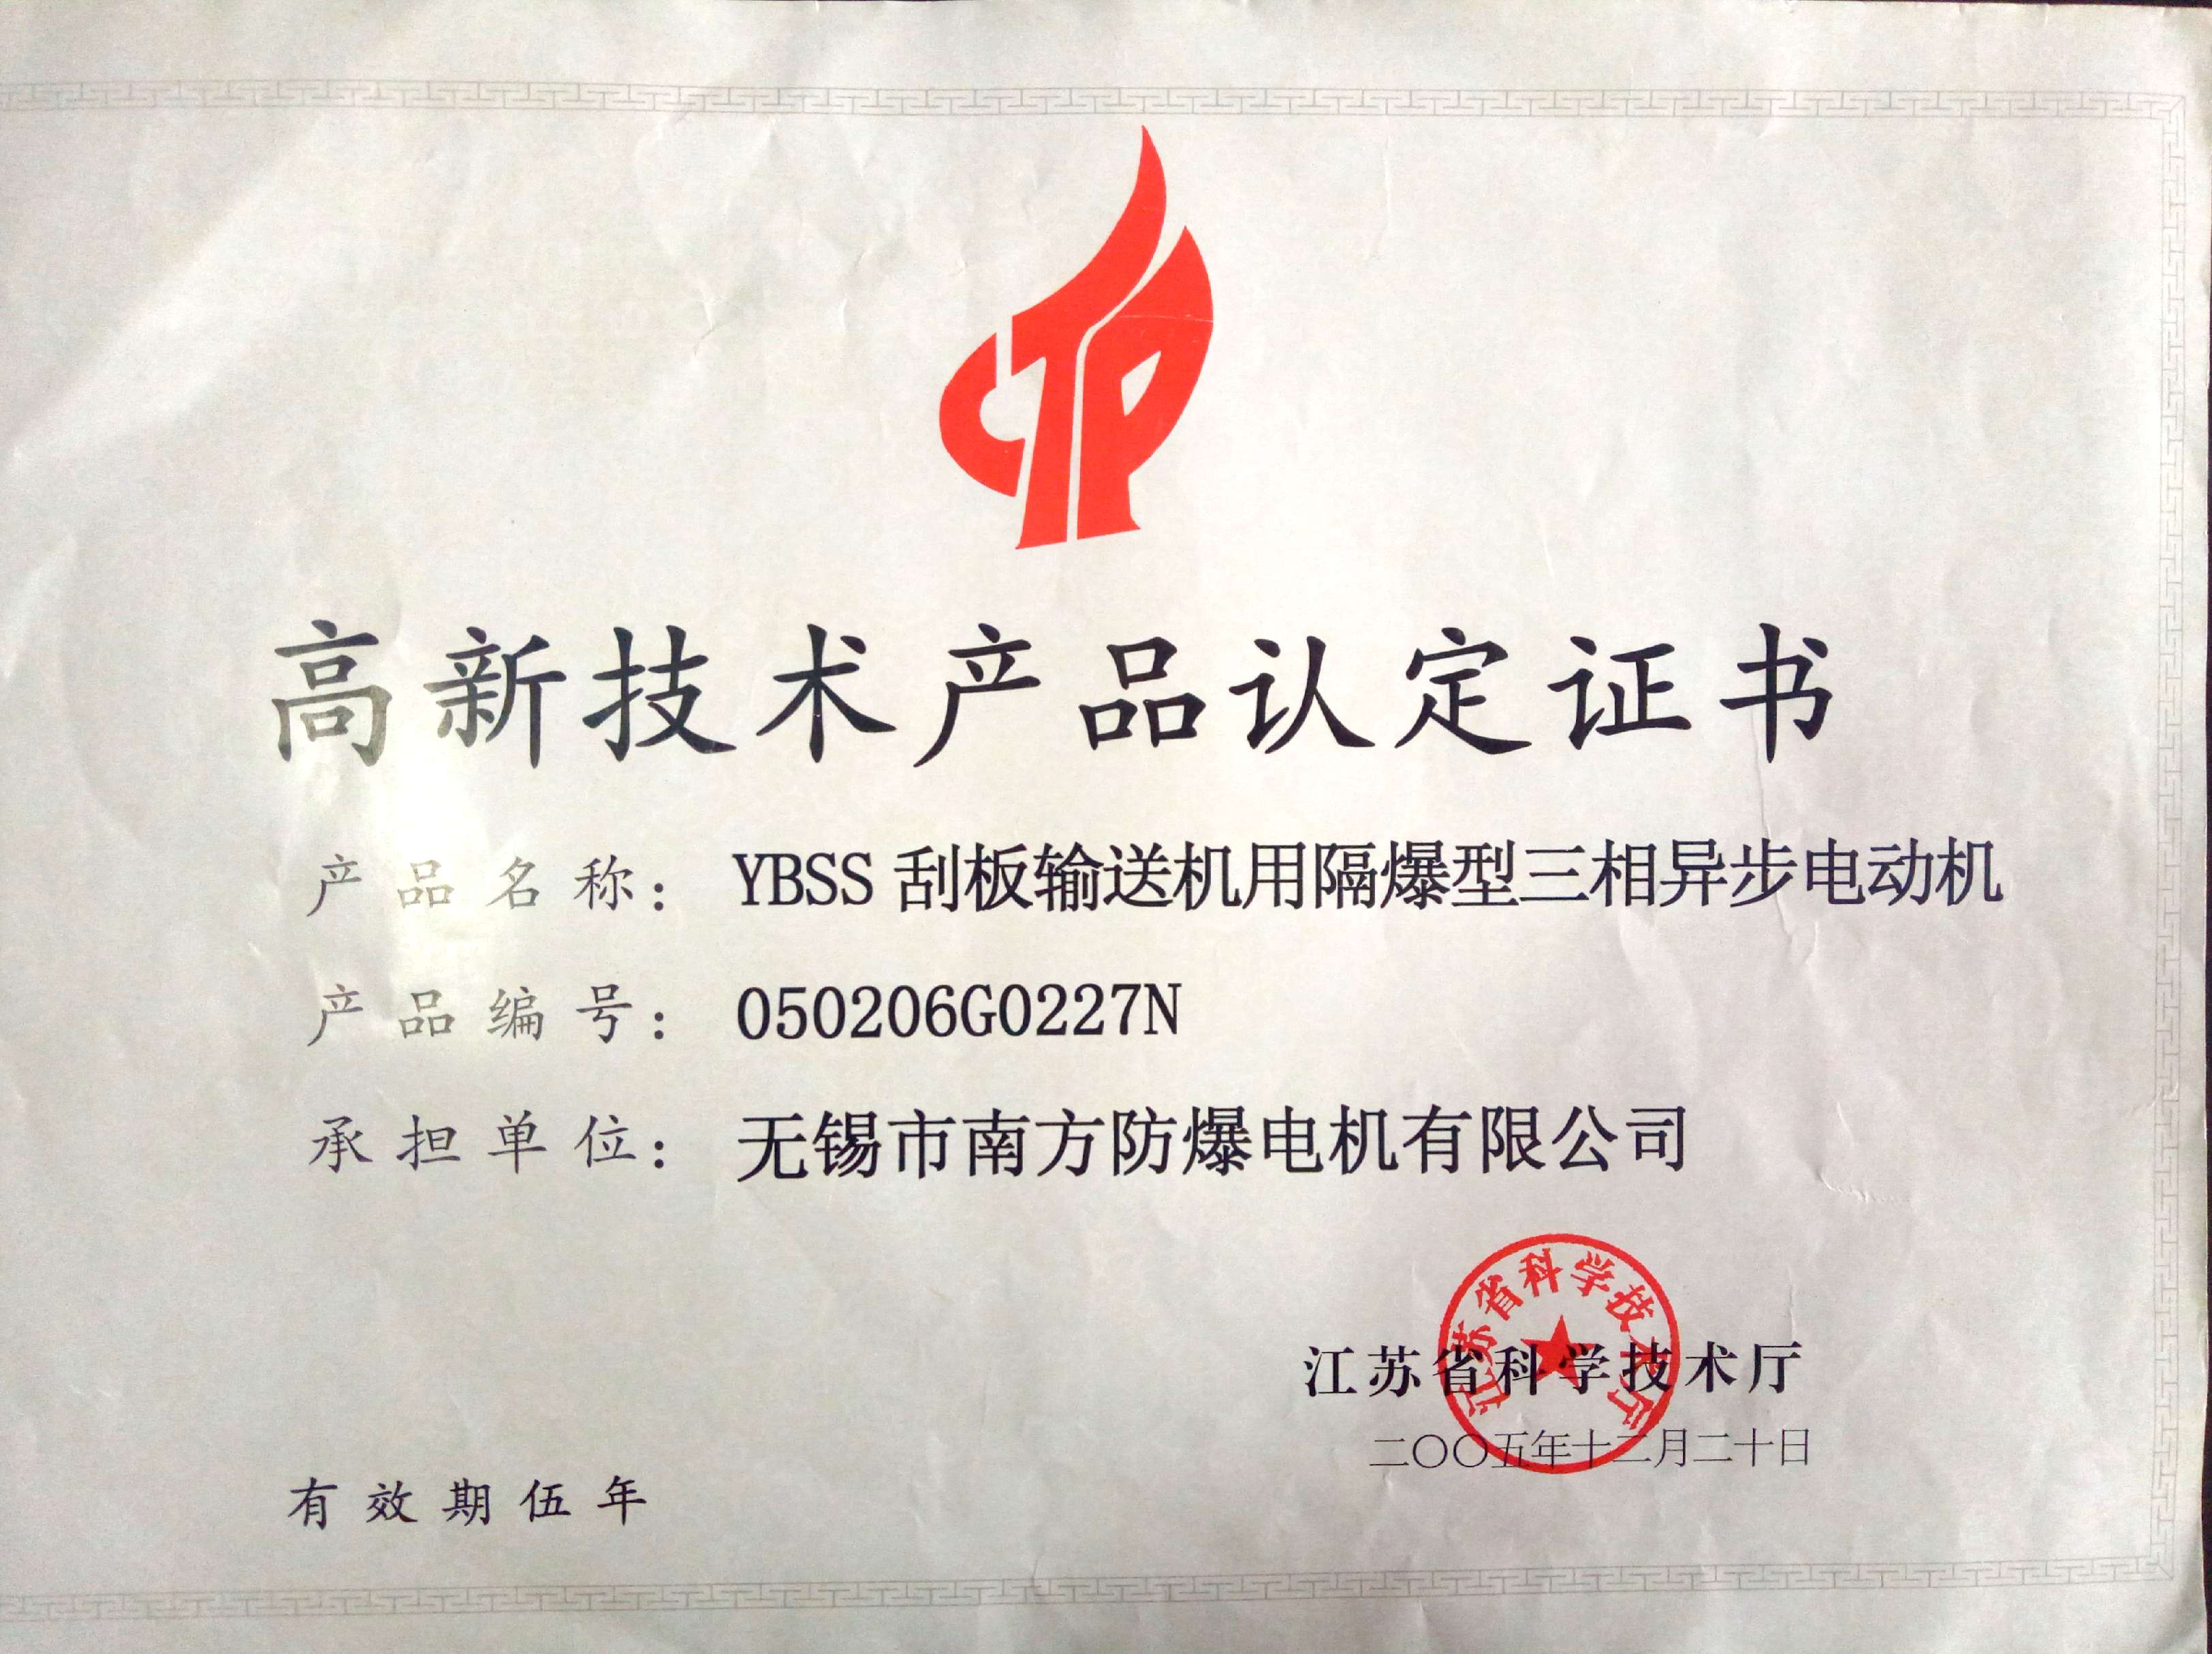 高新技术产品认定证书
产品名称： YBSS 刮板输送机用隔爆型三相异步电动机
产品编号： 050206G0227N
承担单位： 无锡市南方防爆电机有限公司
江苏省科学技术厅
江苏省科学技术厅
二〇〇五年十二月二十日
有效期伍年